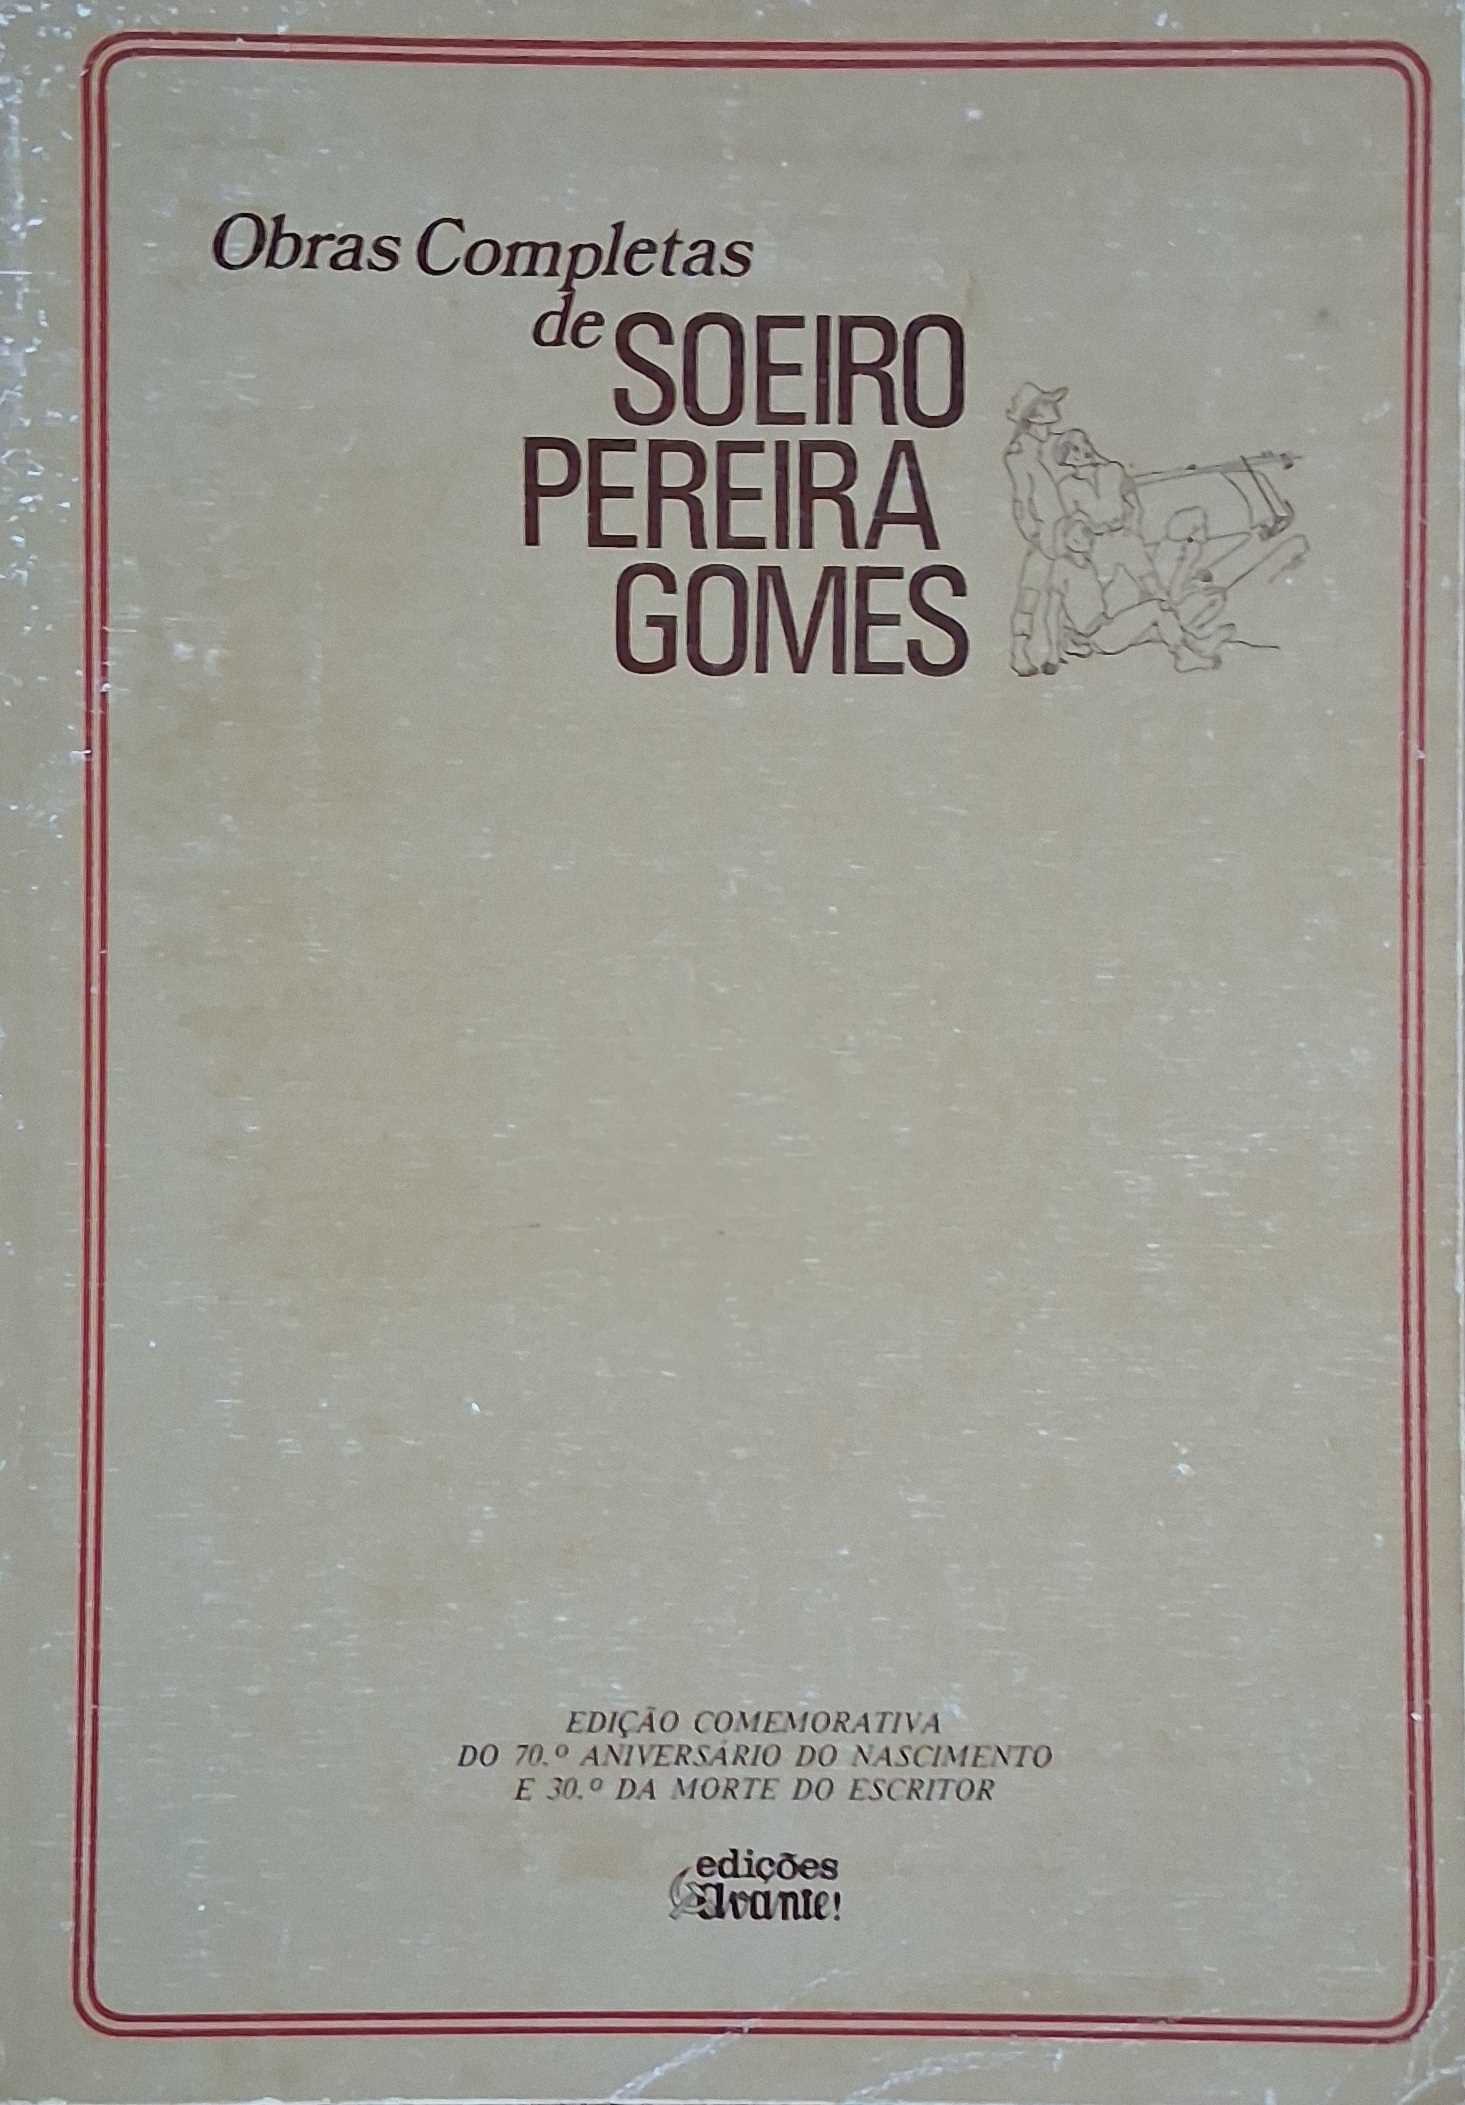 Obras Completas
de SOEIRO
PEREIRA
GOMES
EDIÇÃO COMEMORATIVA
DO 70.º ANIVERSÁRIO DO NASCIMENTO
E 30.º DA MORTE DO ESCRITOR
edições
Avante!